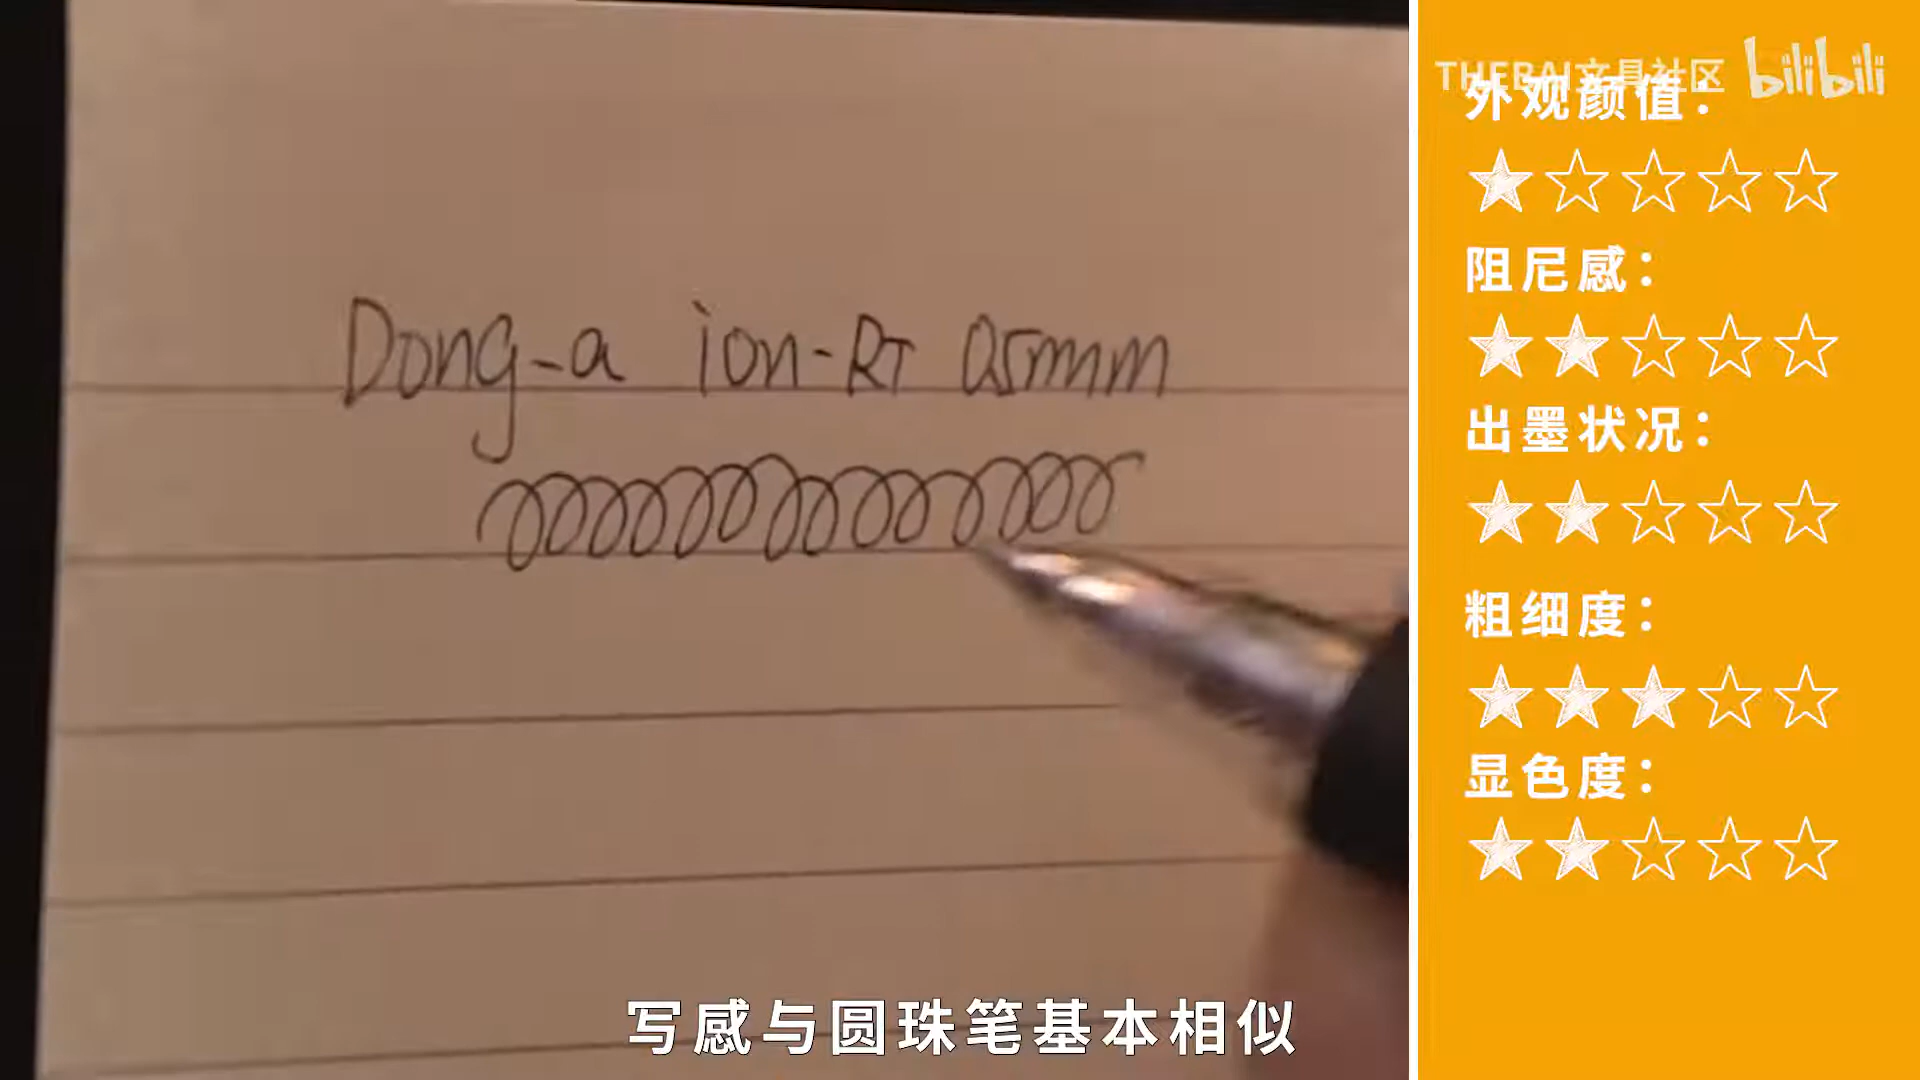 Dong-a ion-RT 0.5mm
写感与圆珠笔基本相似
THEBAI文具社区 bilibili
外观颜值：
阻尼感：
出墨状况：
粗细度：
显色度：